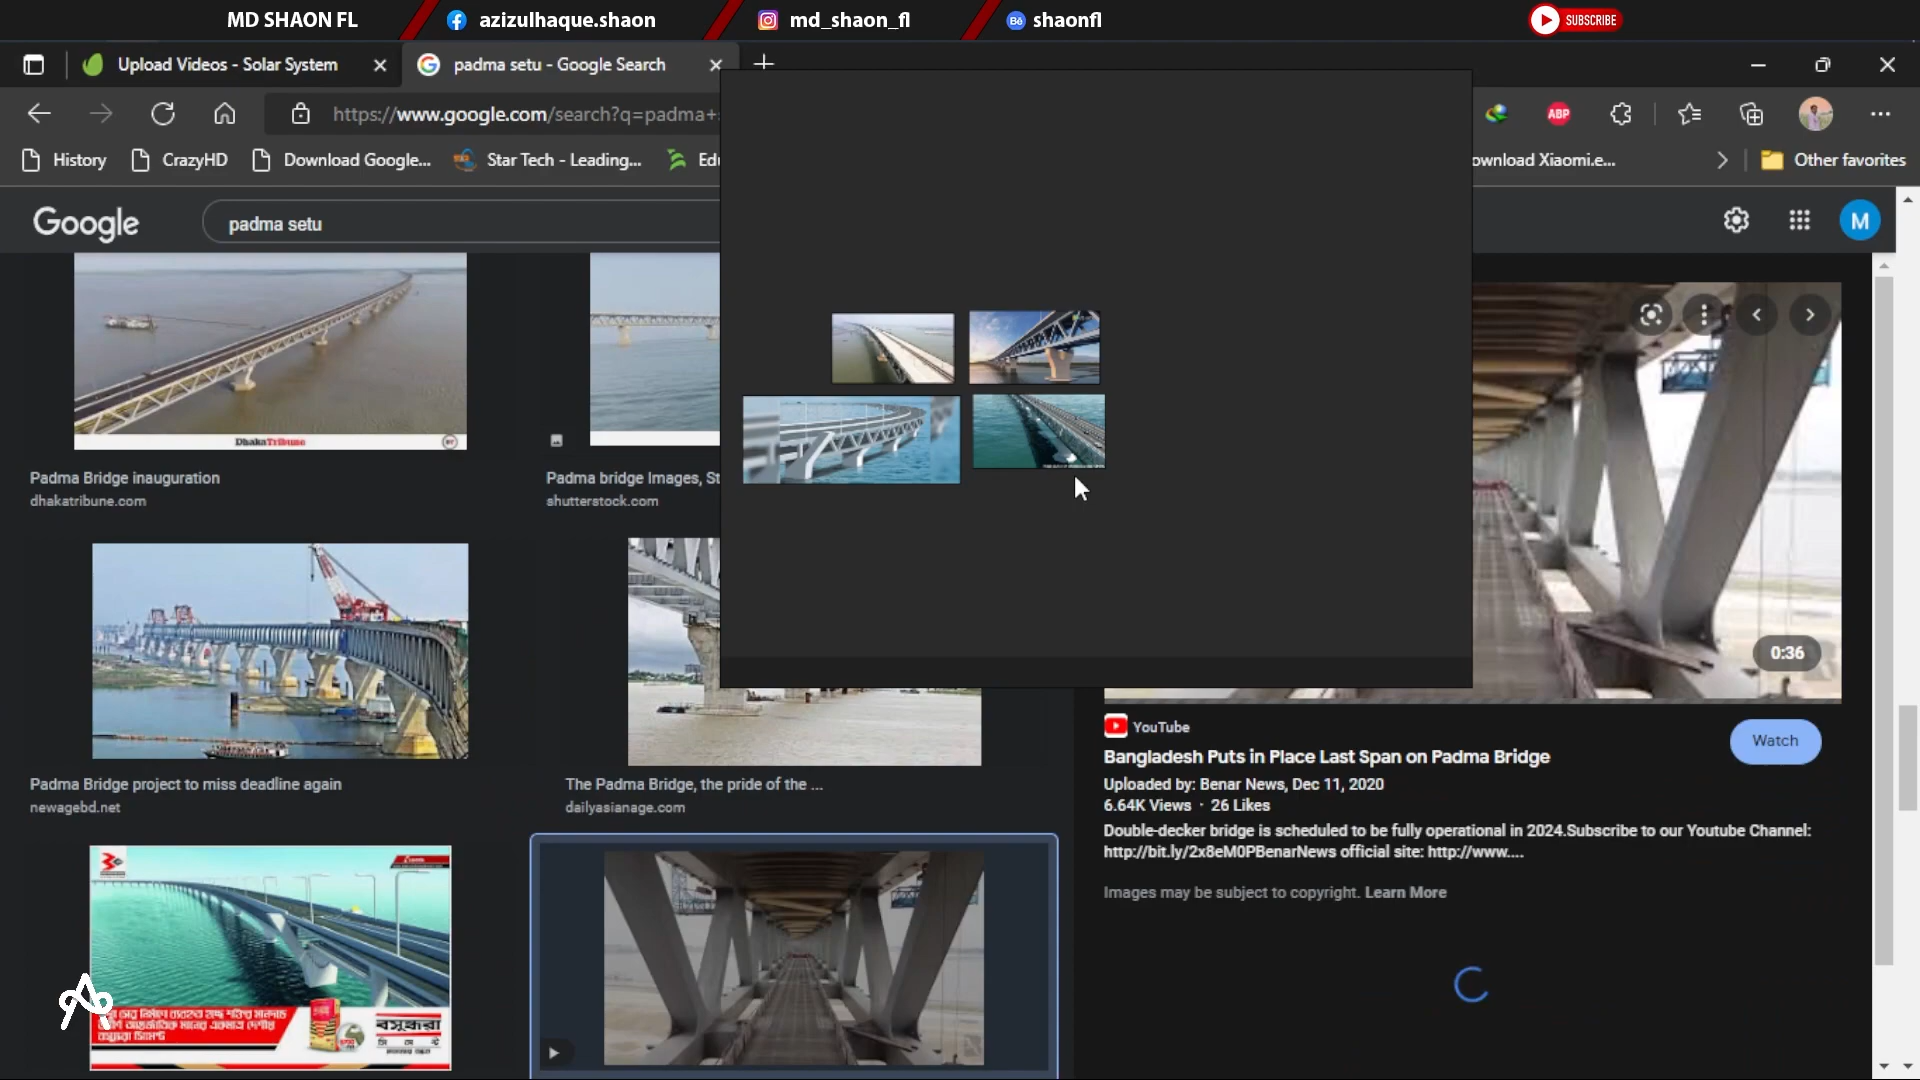 MD SHAON FL
azizulhaque.shaon
md_shaon_fl
Bē shaonfl
SUBSCRIBE
Upload Videos - Solar System
padma setu - Google Search
https://www.google.com/search?q=padma+
ABP
History
CrazyHD
Download Google...
Star Tech - Leading...
Edu
ownload Xiaomi.e...
Other favorites
Google
padma setu
M
DhakaTribune
Padma Bridge inauguration
dhakatribune.com
Padma bridge Images, St
shutterstock.com
0:36
YouTube
Watch
Bangladesh Puts in Place Last Span on Padma Bridge
Uploaded by: Benar News, Dec 11, 2020
6.64K Views · 26 Likes
Double-decker bridge is scheduled to be fully operational in 2024.Subscribe to our Youtube Channel:
http://bit.ly/2x8eM0PBenarNews official site: http://www....
Images may be subject to copyright. Learn More
Padma Bridge project to miss deadline again
newagebd.net
The Padma Bridge, the pride of the ...
dailyasianage.com
বসুন্ধরা
সিমেন্ট